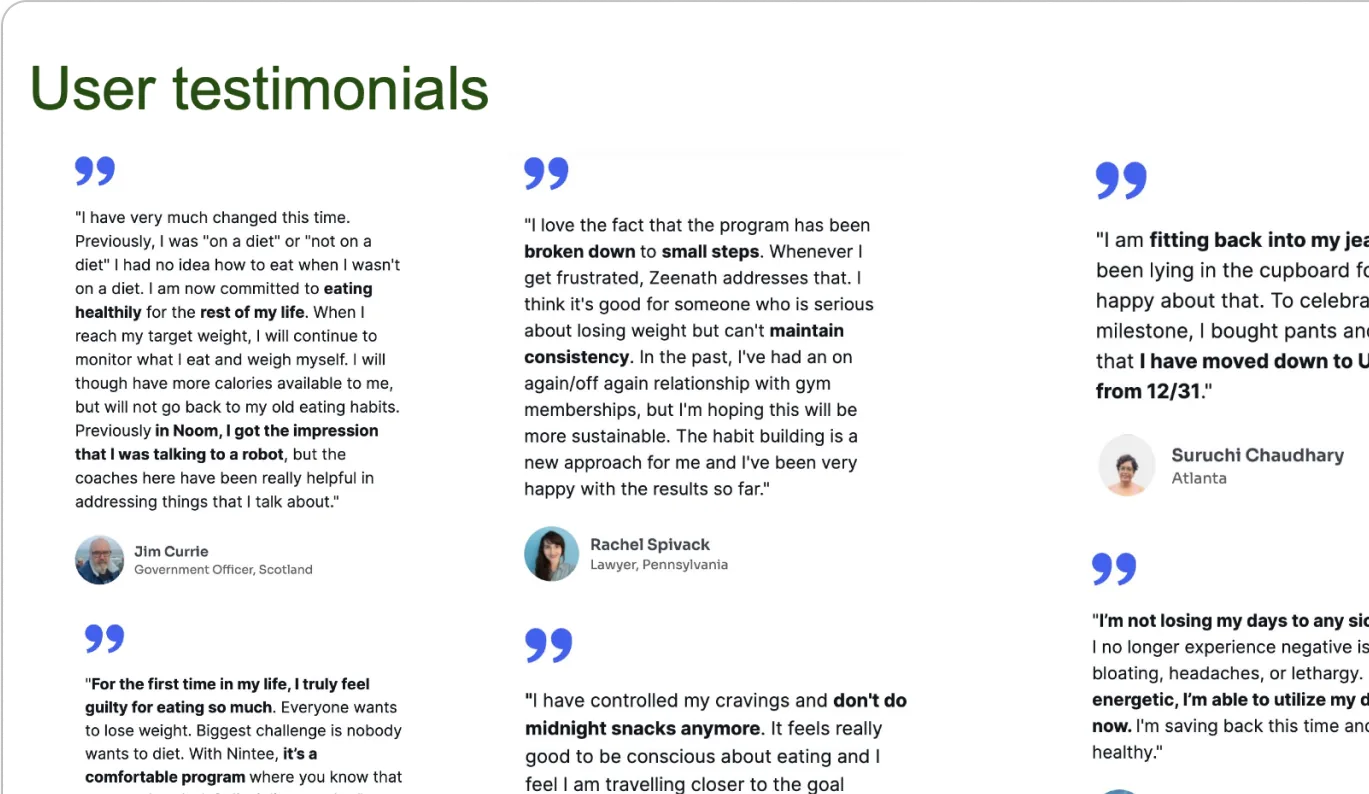 User testimonials
"I have very much changed this time.
Previously, I was "on a diet" or "not on a
diet" I had no idea how to eat when I wasn't
on a diet. I am now committed to eating
healthily for the rest of my life. When I
reach my target weight, I will continue to
monitor what I eat and weigh myself. I will
though have more calories available to me,
but will not go back to my old eating habits.
Previously in Noom, I got the impression
that I was talking to a robot, but the
coaches here have been really helpful in
addressing things that I talk about."
Jim Currie
Government Officer, Scotland
"For the first time in my life, I truly feel
guilty for eating so much. Everyone wants
to lose weight. Biggest challenge is nobody
wants to diet. With Nintee, it's a
comfortable program where you know that
"I love the fact that the program has been
broken down to small steps. Whenever I
get frustrated, Zeenath addresses that. I
think it's good for someone who is serious
about losing weight but can't maintain
consistency. In the past, I've had an on
again/off again relationship with gym
memberships, but I'm hoping this will be
more sustainable. The habit building is a
new approach for me and I've been very
happy with the results so far."
Rachel Spivack
Lawyer, Pennsylvania
"I have controlled my cravings and don't do
midnight snacks anymore. It feels really
good to be conscious about eating and I
feel I am travelling closer to the goal
"I am fitting back into my
been lying in the cupboard
happy about that. To
milestone, I bought pants
that I have moved down to
from 12/31."
Suruchi Chaudhary
Atlanta
"I'm not losing my days to any
I no longer experience negative
bloating, headaches, or lethargy.
energetic, I'm able to utilize my
now. I'm saving back this time
healthy."